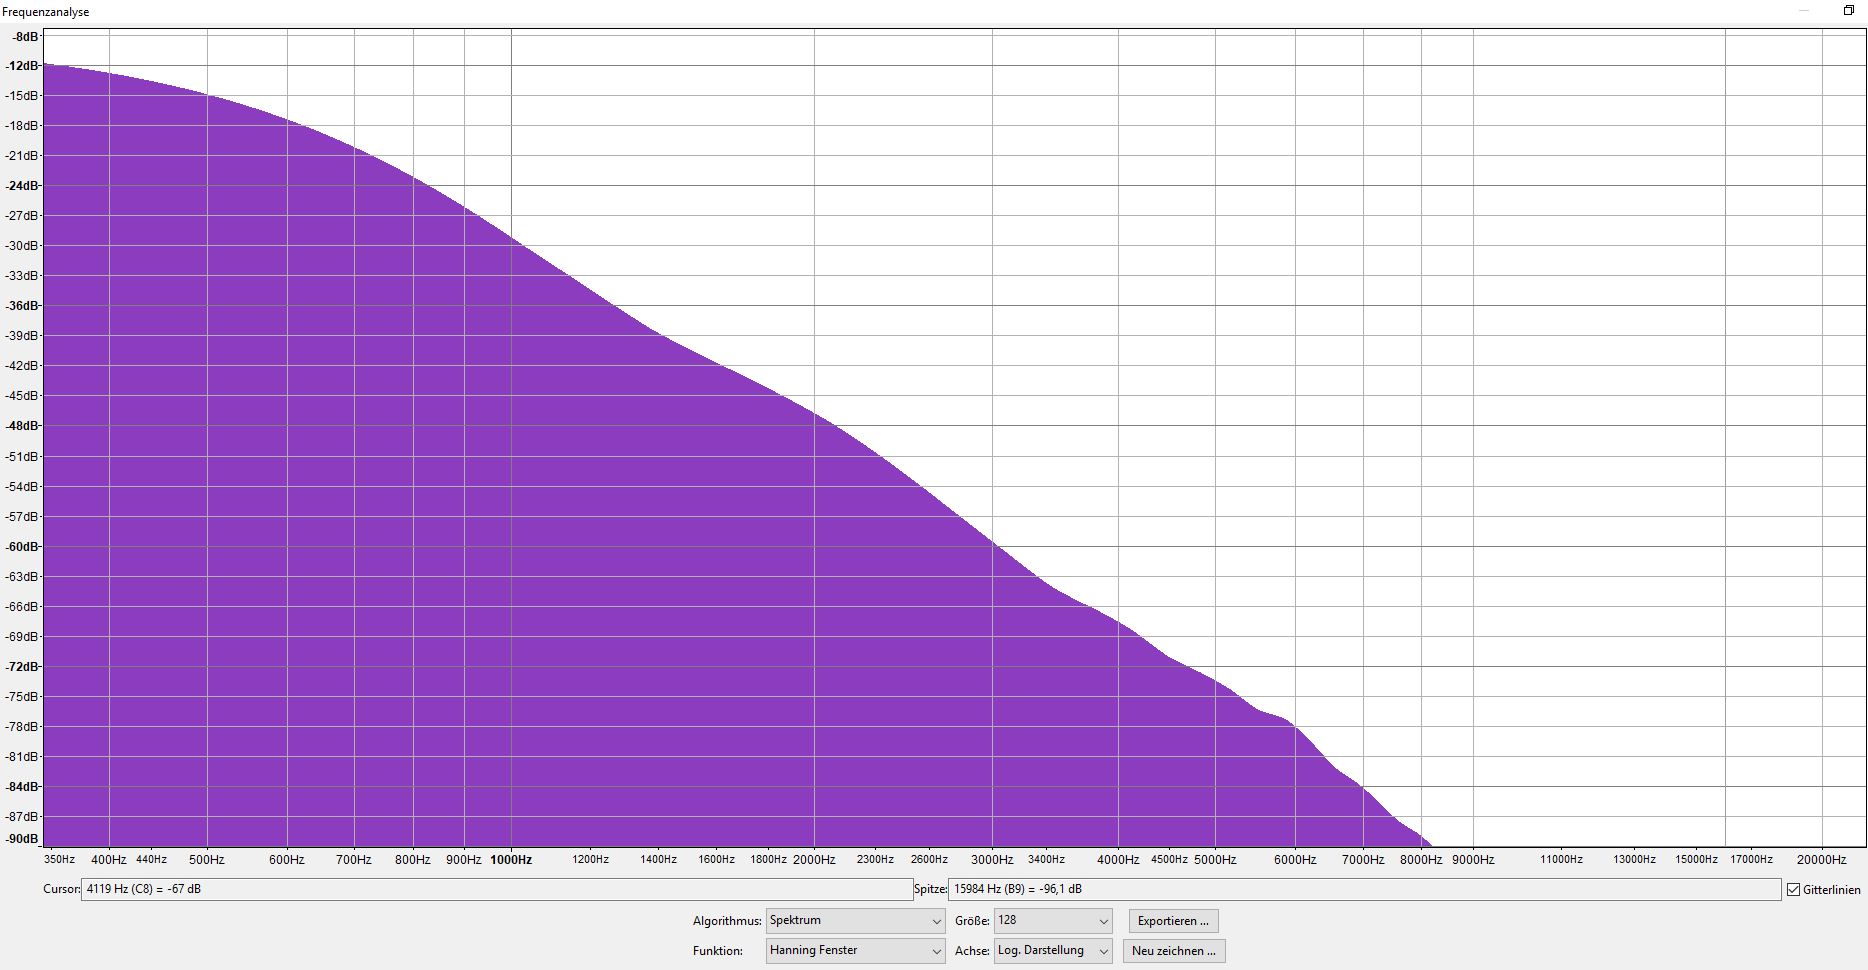 Frequenzanalyse
-8dB
-12dB
-15dB
-18dB
-21dB
-24dB
-27dB
-30dB
-33dB
-36dB
-39dB
-42dB
-45dB
-48dB
-51dB
-54dB
-57dB
-60dB
-63dB
-66dB
-69dB
-72dB
-75dB
-78dB
-81dB
-84dB
-87dB
-90dB
350Hz 400Hz 440Hz 500Hz 600Hz 700Hz 800Hz 900Hz 1000Hz 1200Hz 1400Hz 1600Hz 1800Hz 2000Hz 2300Hz 2600Hz 3000Hz 3400Hz 4000Hz 4500Hz 5000Hz 6000Hz 7000Hz 8000Hz 9000Hz 11000Hz 13000Hz 15000Hz 17000Hz 20000Hz
Cursor: 4119 Hz (C8) = -67 dB Spitze: 15984 Hz (B9) = -96,1 dB Gitterlinien
Algorithmus: Spektrum Größe: 128 Exportieren ...
Funktion: Hanning Fenster Achse: Log. Darstellung Neu zeichnen ...